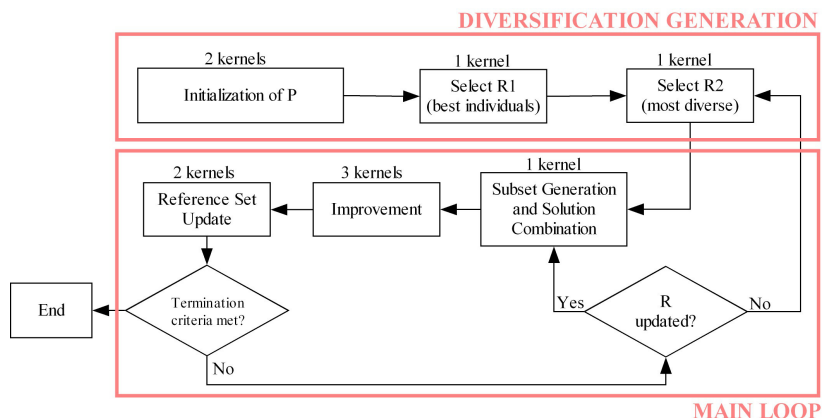 DIVERSIFICATION GENERATION
2 kernels
Initialization of P
1 kernel
Select R1
(best individuals)
1 kernel
Select R2
(most diverse)
2 kernels
Reference Set
Update
3 kernels
Improvement
1 kernel
Subset Generation
and Solution
Combination
End
Termination
criteria met?
No
Yes
R
updated?
No
MAIN LOOP